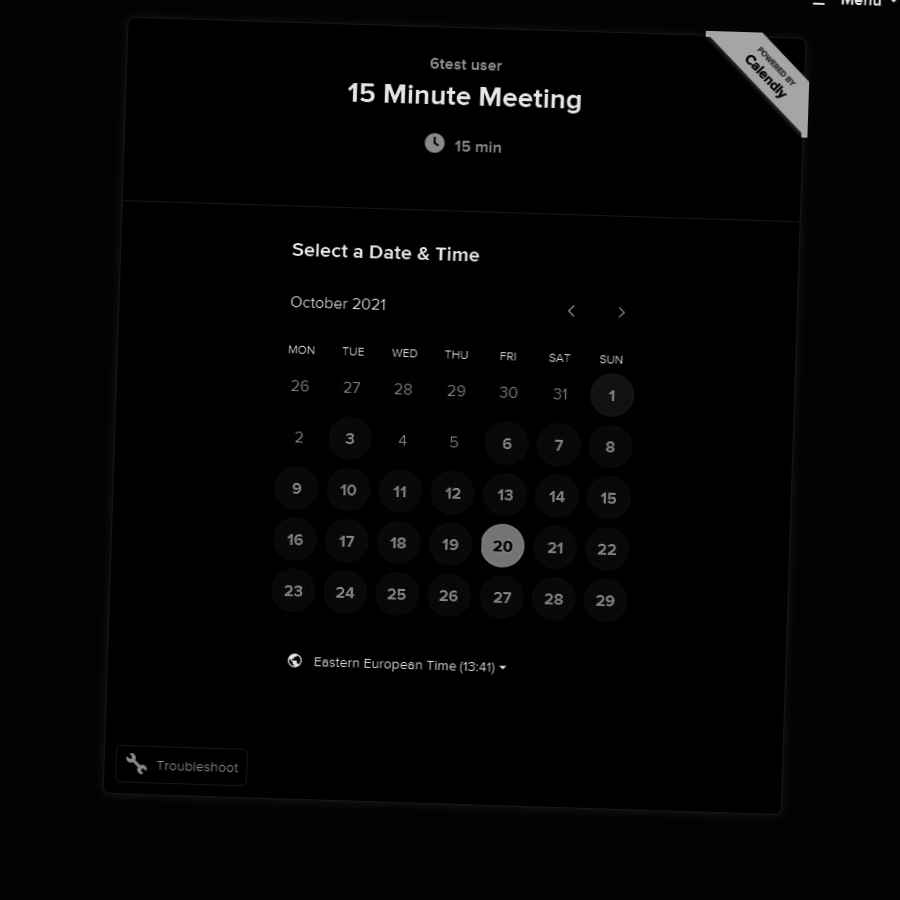 Menu
POWERED BY
Calendly
6test user
15 Minute Meeting
15 min
Select a Date & Time
October 2021
MON TUE WED THU FRI SAT SUN
26 27 28 29 30 31 1
2 3 4 5 6 7 8
9 10 11 12 13 14 15
16 17 18 19 20 21 22
23 24 25 26 27 28 29
Eastern European Time (13:41)
Troubleshoot